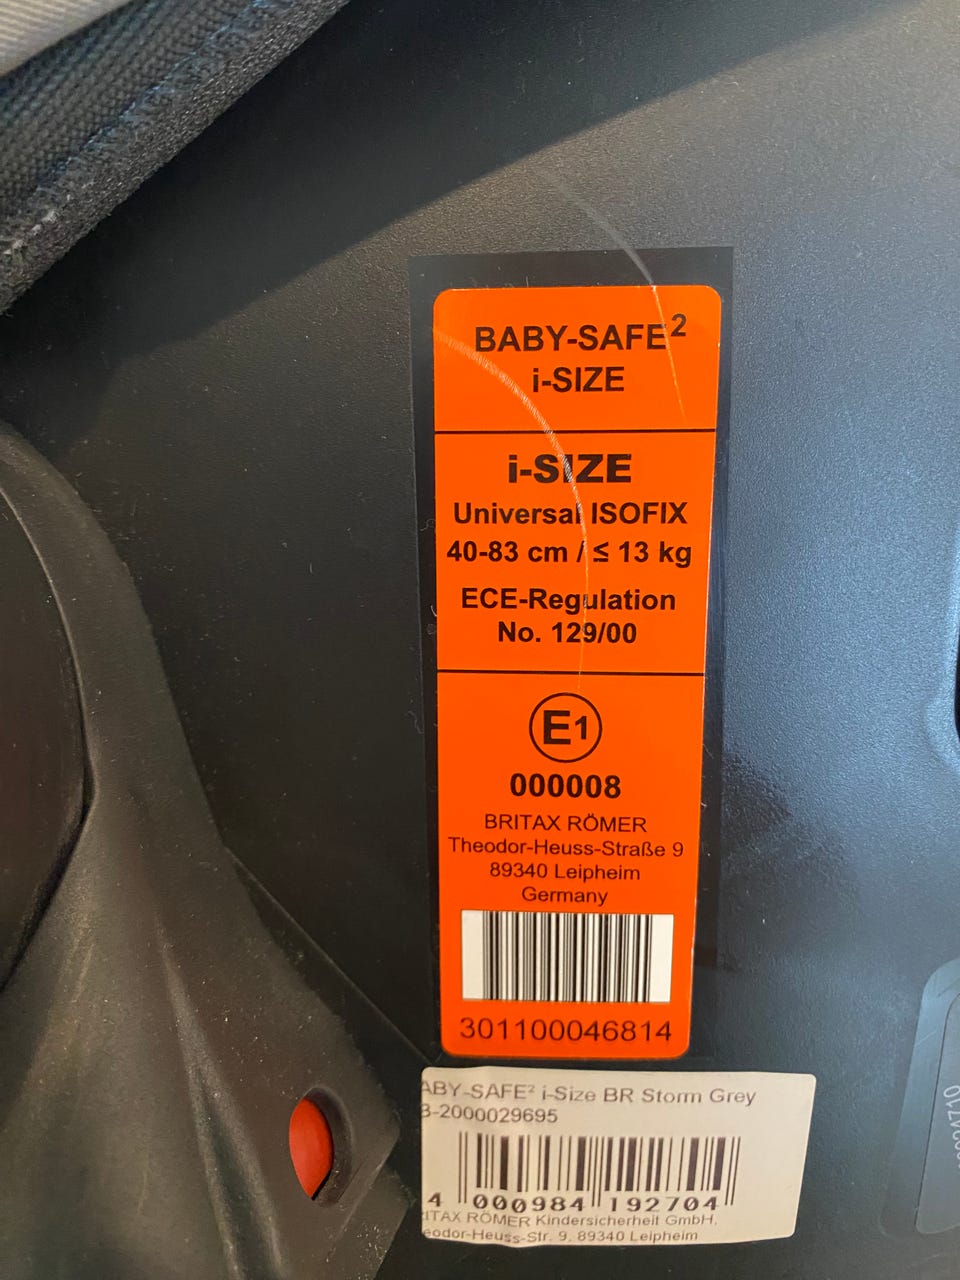 BABY-SAFE²
i-SIZE
i-SIZE
Universal ISOFIX
40-83 cm / ≤ 13 kg
ECE-Regulation
No. 129/00
E1
000008
BRITAX RÖMER
Theodor-Heuss-Straße 9
89340 Leipheim
Germany
301100046814
ABY-SAFE² i-Size BR Storm Grey
3-2000029695
4 000984 192704
ITAX RÖMER Kindersicherheit GmbH,
eodor-Heuss-Str. 9, 89340 Leipheim